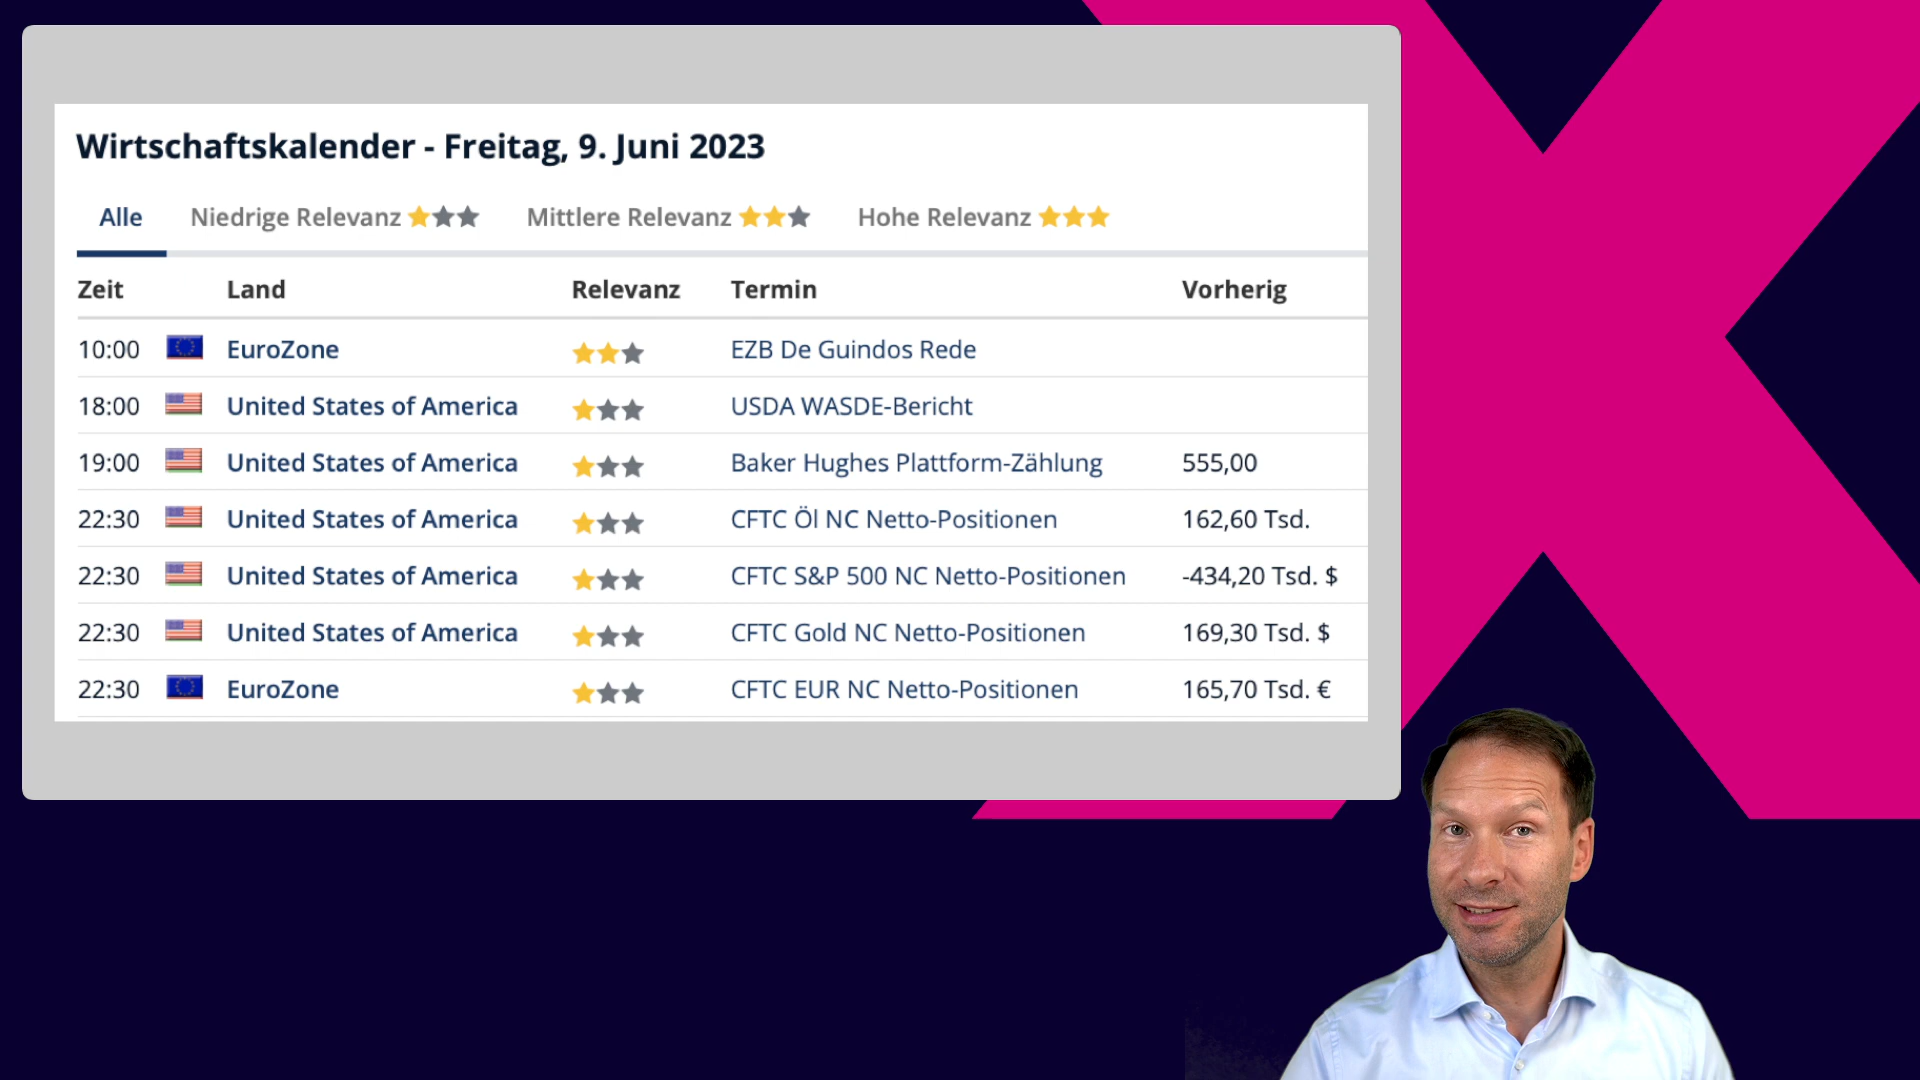 Wirtschaftskalender - Freitag, 9. Juni 2023
Alle Niedrige Relevanz Mittlere Relevanz Hohe Relevanz
Zeit Land Relevanz Termin Vorherig
10:00 EuroZone EZB De Guindos Rede
18:00 United States of America USDA WASDE-Bericht
19:00 United States of America Baker Hughes Plattform-Zählung 555,00
22:30 United States of America CFTC Öl NC Netto-Positionen 162,60 Tsd.
22:30 United States of America CFTC S&P 500 NC Netto-Positionen -434,20 Tsd. $
22:30 United States of America CFTC Gold NC Netto-Positionen 169,30 Tsd. $
22:30 EuroZone CFTC EUR NC Netto-Positionen 165,70 Tsd. €